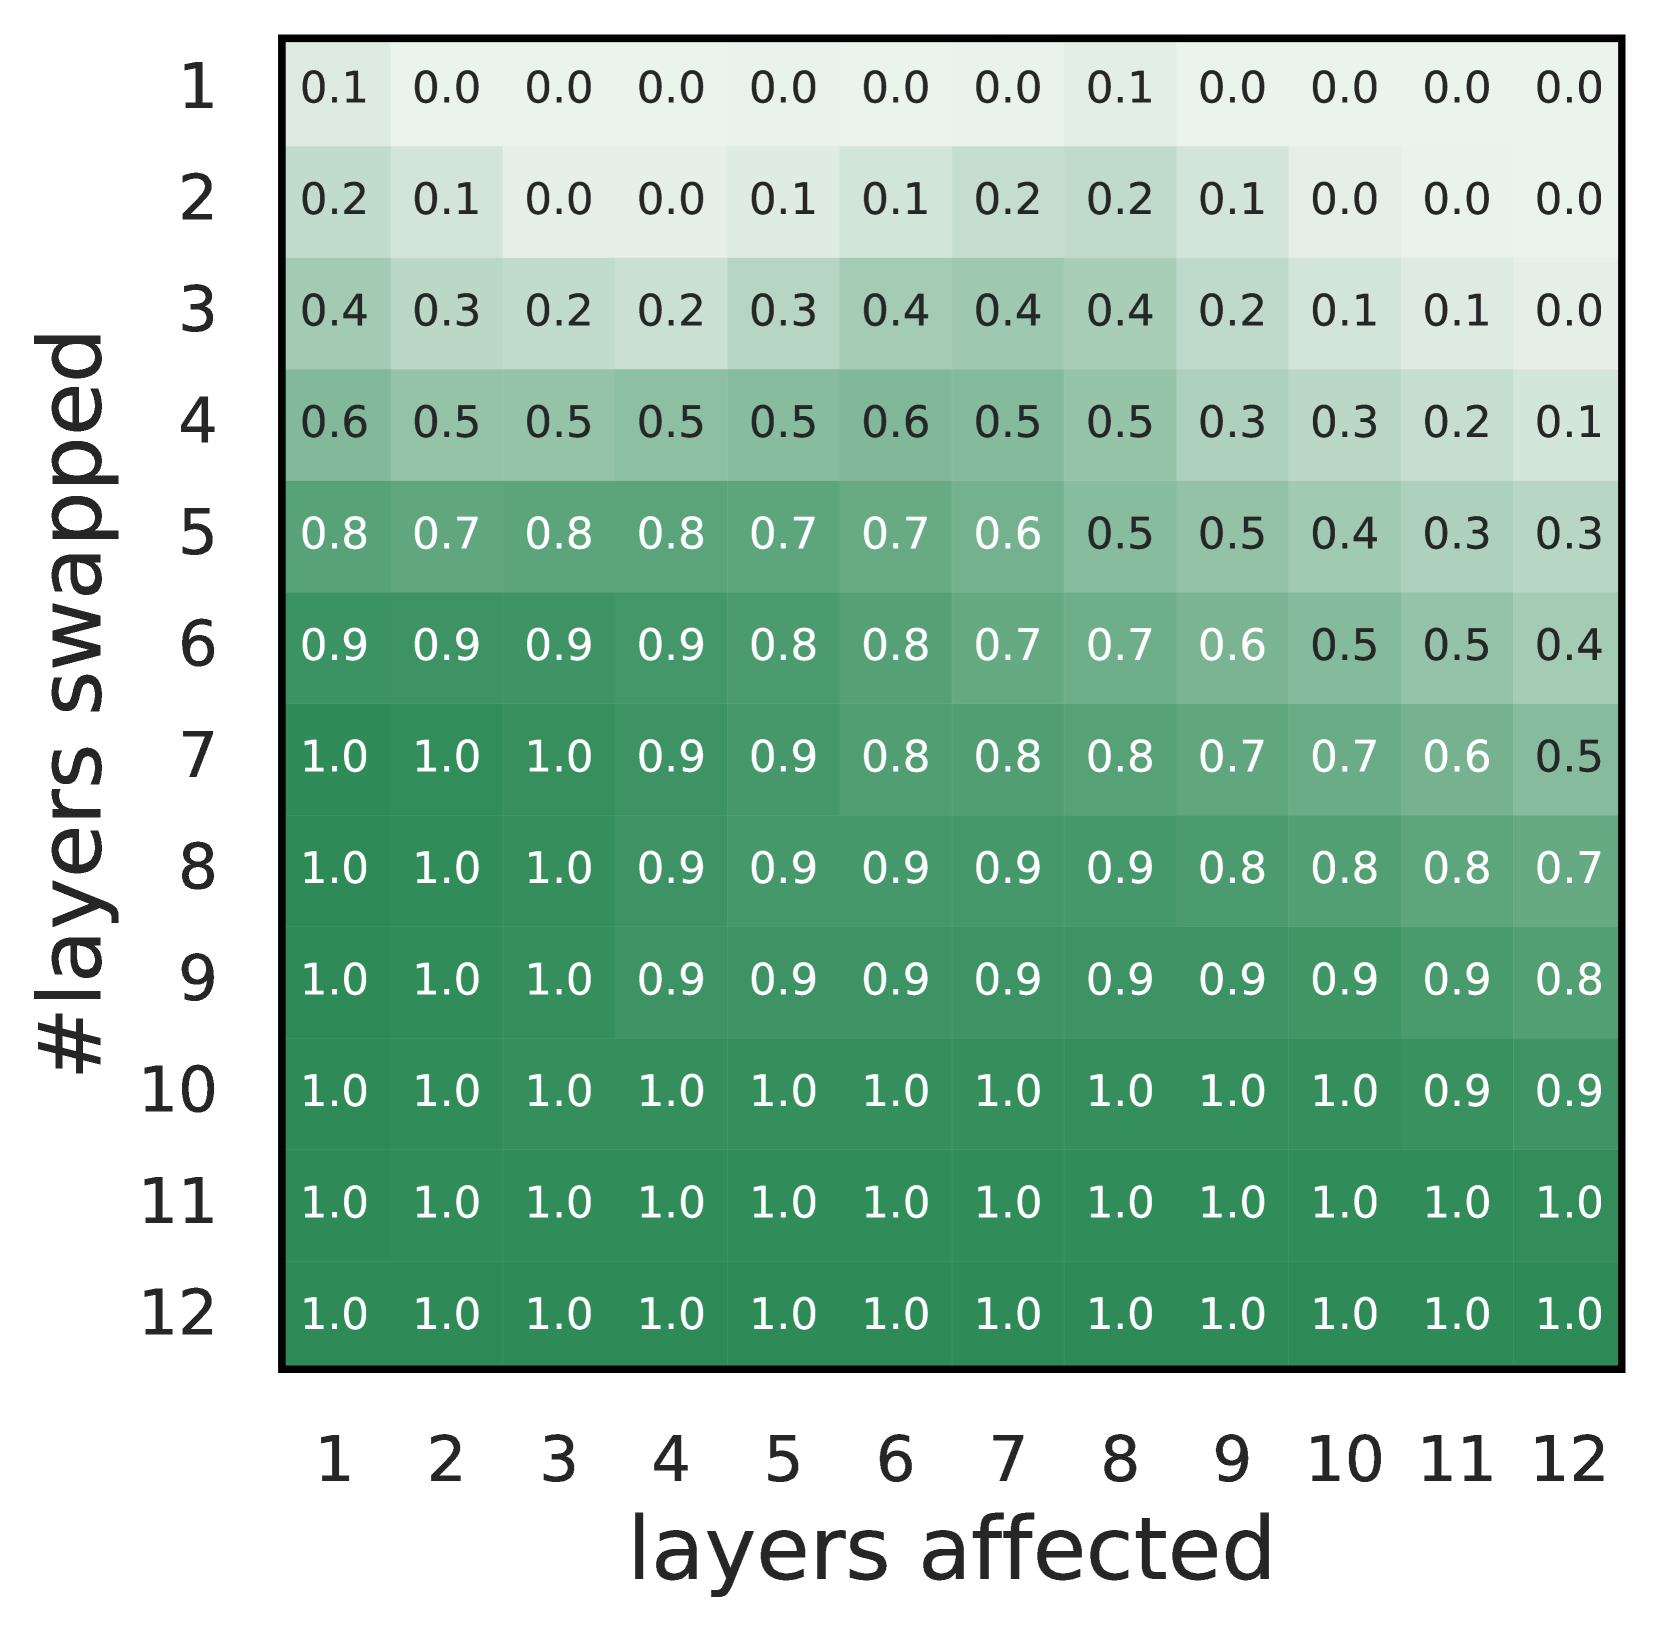 #layers swapped
1 0.1 0.0 0.0 0.0 0.0 0.0 0.0 0.1 0.0 0.0 0.0 0.0
2 0.2 0.1 0.0 0.0 0.1 0.1 0.2 0.2 0.1 0.0 0.0 0.0
3 0.4 0.3 0.2 0.2 0.3 0.4 0.4 0.4 0.2 0.1 0.1 0.0
4 0.6 0.5 0.5 0.5 0.5 0.6 0.5 0.5 0.3 0.3 0.2 0.1
5 0.8 0.7 0.8 0.8 0.7 0.7 0.6 0.5 0.5 0.4 0.3 0.3
6 0.9 0.9 0.9 0.9 0.8 0.8 0.7 0.7 0.6 0.5 0.5 0.4
7 1.0 1.0 1.0 0.9 0.9 0.8 0.8 0.8 0.7 0.7 0.6 0.5
8 1.0 1.0 1.0 0.9 0.9 0.9 0.9 0.9 0.8 0.8 0.8 0.7
9 1.0 1.0 1.0 0.9 0.9 0.9 0.9 0.9 0.9 0.9 0.9 0.8
10 1.0 1.0 1.0 1.0 1.0 1.0 1.0 1.0 1.0 1.0 0.9 0.9
11 1.0 1.0 1.0 1.0 1.0 1.0 1.0 1.0 1.0 1.0 1.0 1.0
12 1.0 1.0 1.0 1.0 1.0 1.0 1.0 1.0 1.0 1.0 1.0 1.0
1 2 3 4 5 6 7 8 9 10 11 12
layers affected